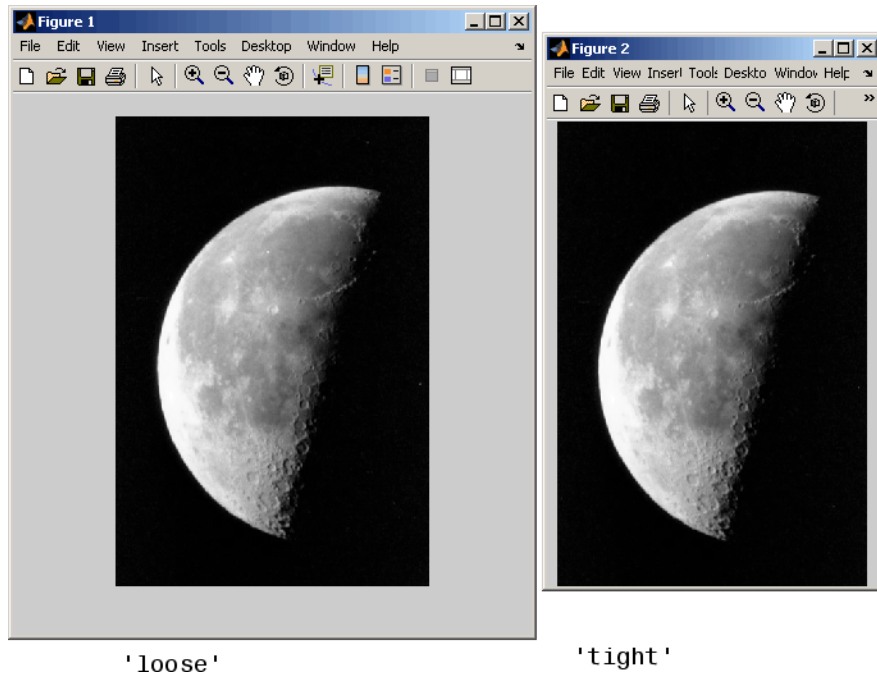 Figure 1
File Edit View Insert Tools Desktop Window Help
'loose'
Figure 2
File Edit View Insert Tools Deskto Window Help
'tight'